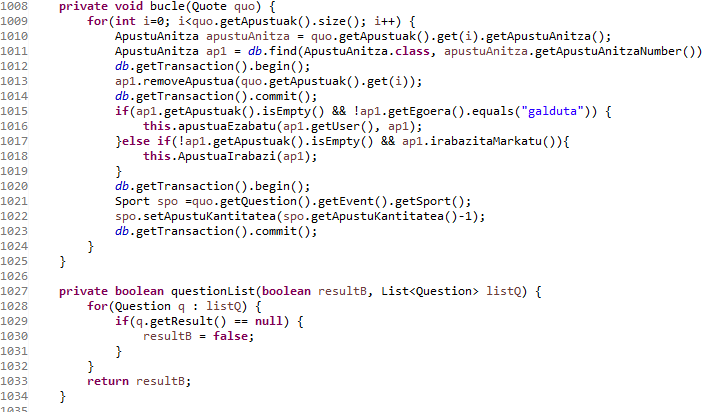 1008 private void bucle(Quote quo) {
1009 for(int i=0; i<quo.getApustuak().size(); i++) {
1010 ApustuAnitza apustuAnitza = quo.getApustuak().get(i).getApustuAnitza();
1011 ApustuAnitza ap1 = db.find(ApustuAnitza.class, apustuAnitza.getApustuAnitzaNumber())
1012 db.getTransaction().begin();
1013 ap1.removeApustua(quo.getApustuak().get(i));
1014 db.getTransaction().commit();
1015 if(ap1.getApustuak().isEmpty() && !ap1.getEgoera().equals("galduta")) {
1016 this.apustuaEzabatu(ap1.getUser(), ap1);
1017 }else if(!ap1.getApustuak().isEmpty() && ap1.irabazitaMarkatu()){
1018 this.ApustuaIrabazi(ap1);
1019 }
1020 db.getTransaction().begin();
1021 Sport spo =quo.getQuestion().getEvent().getSport();
1022 spo.setApustuKantitatea(spo.getApustuKantitatea()-1);
1023 db.getTransaction().commit();
1024 }
1025 }
1026
1027 private boolean questionList(boolean resultB, List<Question> listQ) {
1028 for(Question q : listQ) {
1029 if(q.getResult() == null) {
1030 resultB = false;
1031 }
1032 }
1033 return resultB;
1034 }
1035